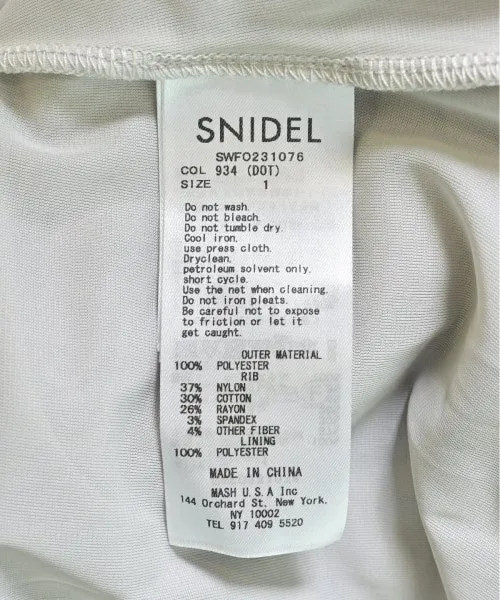 SNIDEL
SWFO231076
COL 934 (DOT)
SIZE 1
Do not wash.
Do not bleach.
Do not tumble dry.
Cool iron.
use press cloth.
Dryclean.
petroleum solvent only.
short cycle.
Use the net when cleaning.
Do not iron pleats.
Be careful not to expose
to friction or let it
get caught.
OUTER MATERIAL
100% POLYESTER
RIB
37% NYLON
30% COTTON
26% RAYON
3% SPANDEX
4% OTHER FIBER
LINING
100% POLYESTER
MADE IN CHINA
MASH U.S.A Inc
144 Orchard St. New York.
NY 10002
TEL 917 409 5520